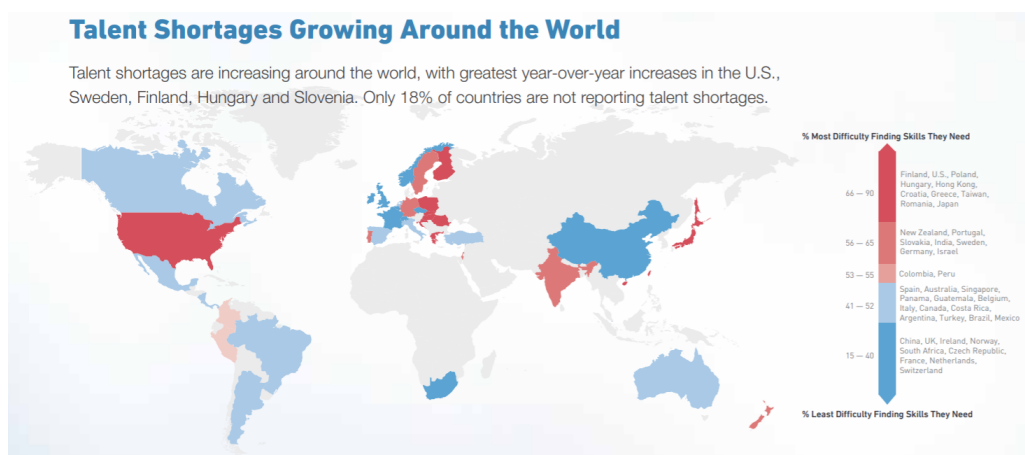 Talent Shortages Growing Around the World
Talent shortages are increasing around the world, with greatest year-over-year increases in the U.S.,
Sweden, Finland, Hungary and Slovenia. Only 18% of countries are not reporting talent shortages.
% Most Difficulty Finding Skills They Need
66 — 90
Finland, U.S., Poland,
Hungary, Hong Kong,
Croatia, Greece, Taiwan,
Romania, Japan
56 — 65
New Zealand, Portugal,
Slovakia, India, Sweden,
Germany, Israel
53 — 55
Colombia, Peru
41 — 52
Spain, Australia, Singapore,
Panama, Guatemala, Belgium,
Italy, Canada, Costa Rica,
Argentina, Turkey, Brazil, Mexico
15 — 40
China, UK, Ireland, Norway,
South Africa, Czech Republic,
France, Netherlands,
Switzerland
% Least Difficulty Finding Skills They Need